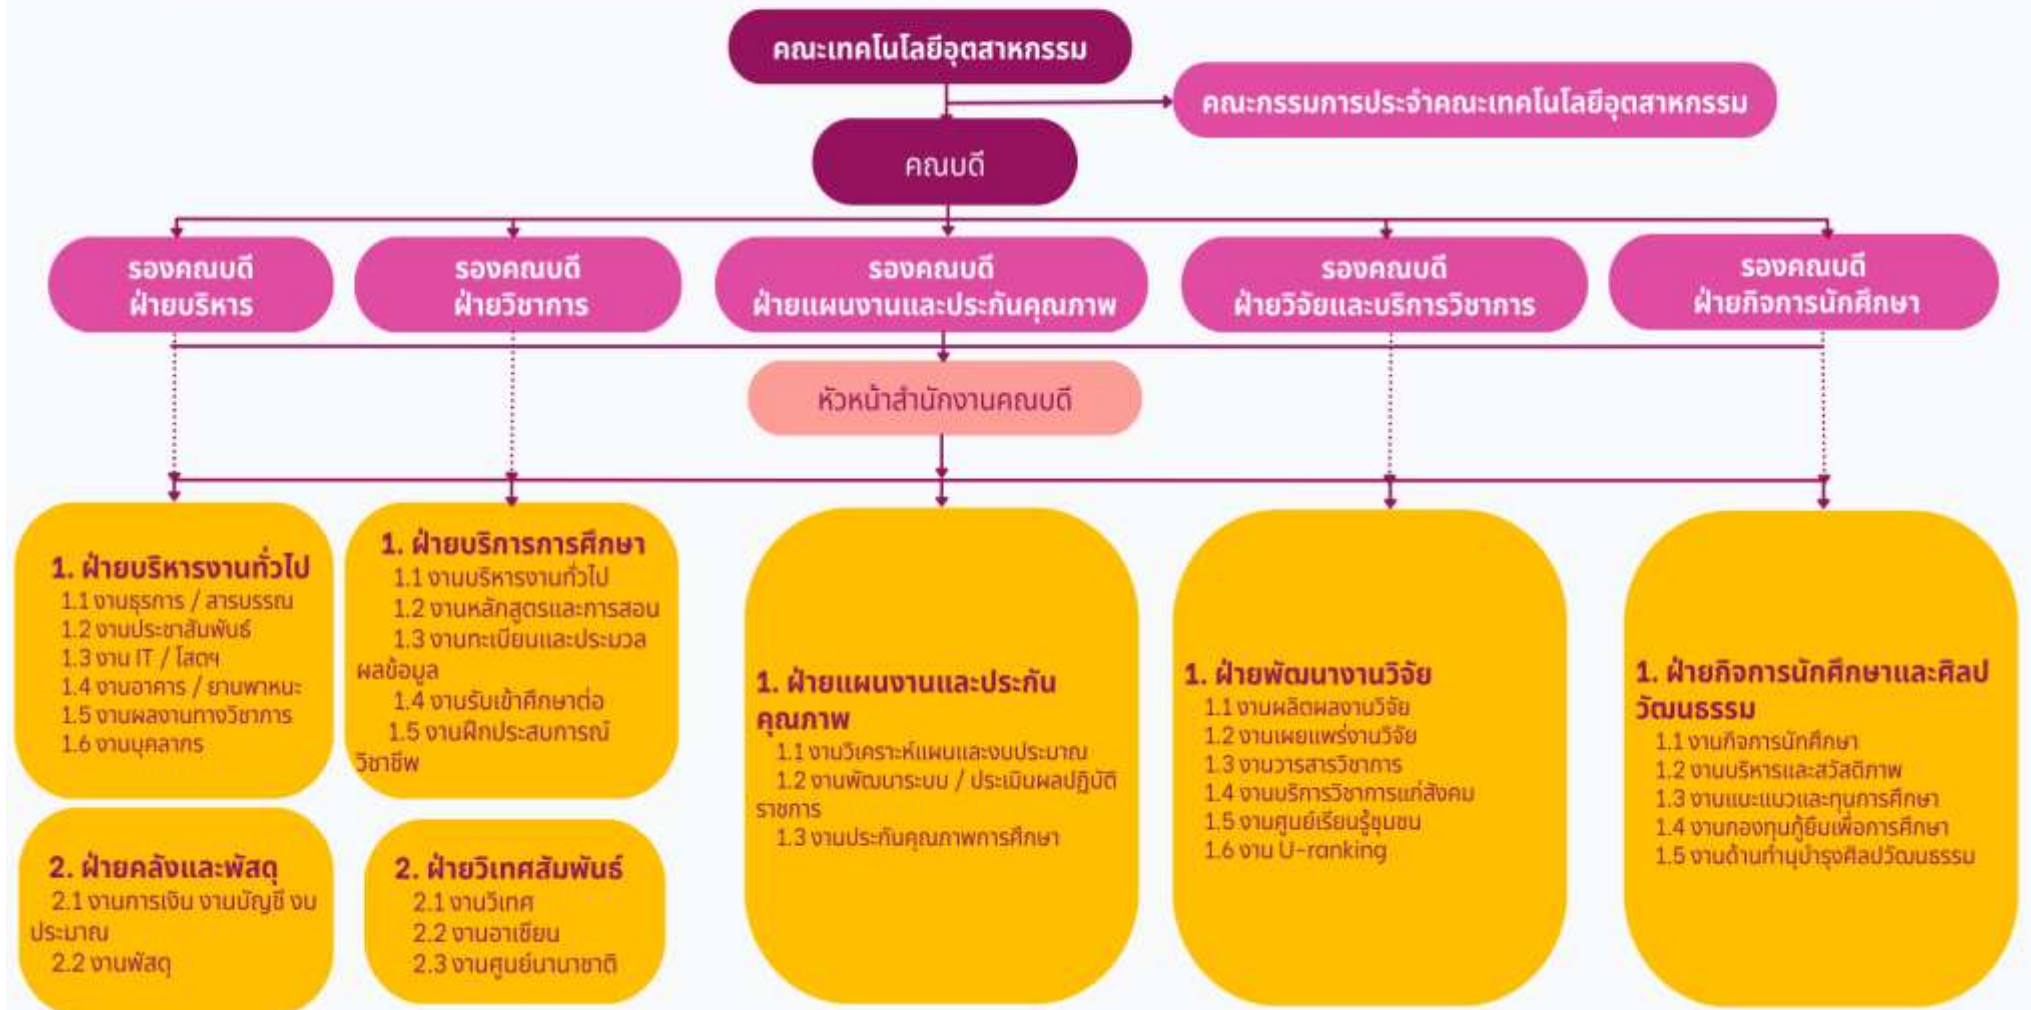 คณะเทคโนโลยีอุตสาหกรรม
คณะกรรมการประจำคณะเทคโนโลยีอุตสาหกรรม
คณบดี
รองคณบดี
ฝ่ายบริหาร
รองคณบดี
ฝ่ายวิชาการ
รองคณบดี
ฝ่ายแผนงานและประกันคุณภาพ
รองคณบดี
ฝ่ายวิจัยและบริการวิชาการ
รองคณบดี
ฝ่ายกิจการนักศึกษา
หัวหน้าสำนักงานคณบดี
1. ฝ่ายบริหารงานทั่วไป
1.1 งานธุรการ / สารบรรณ
1.2 งานประชาสัมพันธ์
1.3 งาน IT / โสตฯ
1.4 งานอาคาร / ยานพาหนะ
1.5 งานผลงานทางวิชาการ
1.6 งานบุคลากร
2. ฝ่ายคลังและพัสดุ
2.1 งานการเงิน งานบัญชี งบ
ประมาณ
2.2 งานพัสดุ
1. ฝ่ายบริการการศึกษา
1.1 งานบริหารงานทั่วไป
1.2 งานหลักสูตรและการสอน
1.3 งานทะเบียนและประมวล
ผลข้อมูล
1.4 งานรับเข้าศึกษาต่อ
1.5 งานฝึกประสบการณ์
วิชาชีพ
2. ฝ่ายวิเทศสัมพันธ์
2.1 งานวิเทศ
2.2 งานอาเซียน
2.3 งานศูนย์นานาชาติ
1. ฝ่ายแผนงานและประกัน
คุณภาพ
1.1 งานวิเคราะห์แผนและงบประมาณ
1.2 งานพัฒนาระบบ / ประเมินผลปฏิบัติ
ราชการ
1.3 งานประกันคุณภาพการศึกษา
1. ฝ่ายพัฒนางานวิจัย
1.1 งานผลิตผลงานวิจัย
1.2 งานเผยแพร่งานวิจัย
1.3 งานวารสารวิชาการ
1.4 งานบริการวิชาการแก่สังคม
1.5 งานศูนย์เรียนรู้ชุมชน
1.6 งาน U-ranking
1. ฝ่ายกิจการนักศึกษาและศิลป
วัฒนธรรม
1.1 งานกิจการนักศึกษา
1.2 งานบริหารและสวัสดิภาพ
1.3 งานแนะแนวและทุนการศึกษา
1.4 งานกองทุนกู้ยืมเพื่อการศึกษา
1.5 งานด้านทำนุบำรุงศิลปวัฒนธรรม